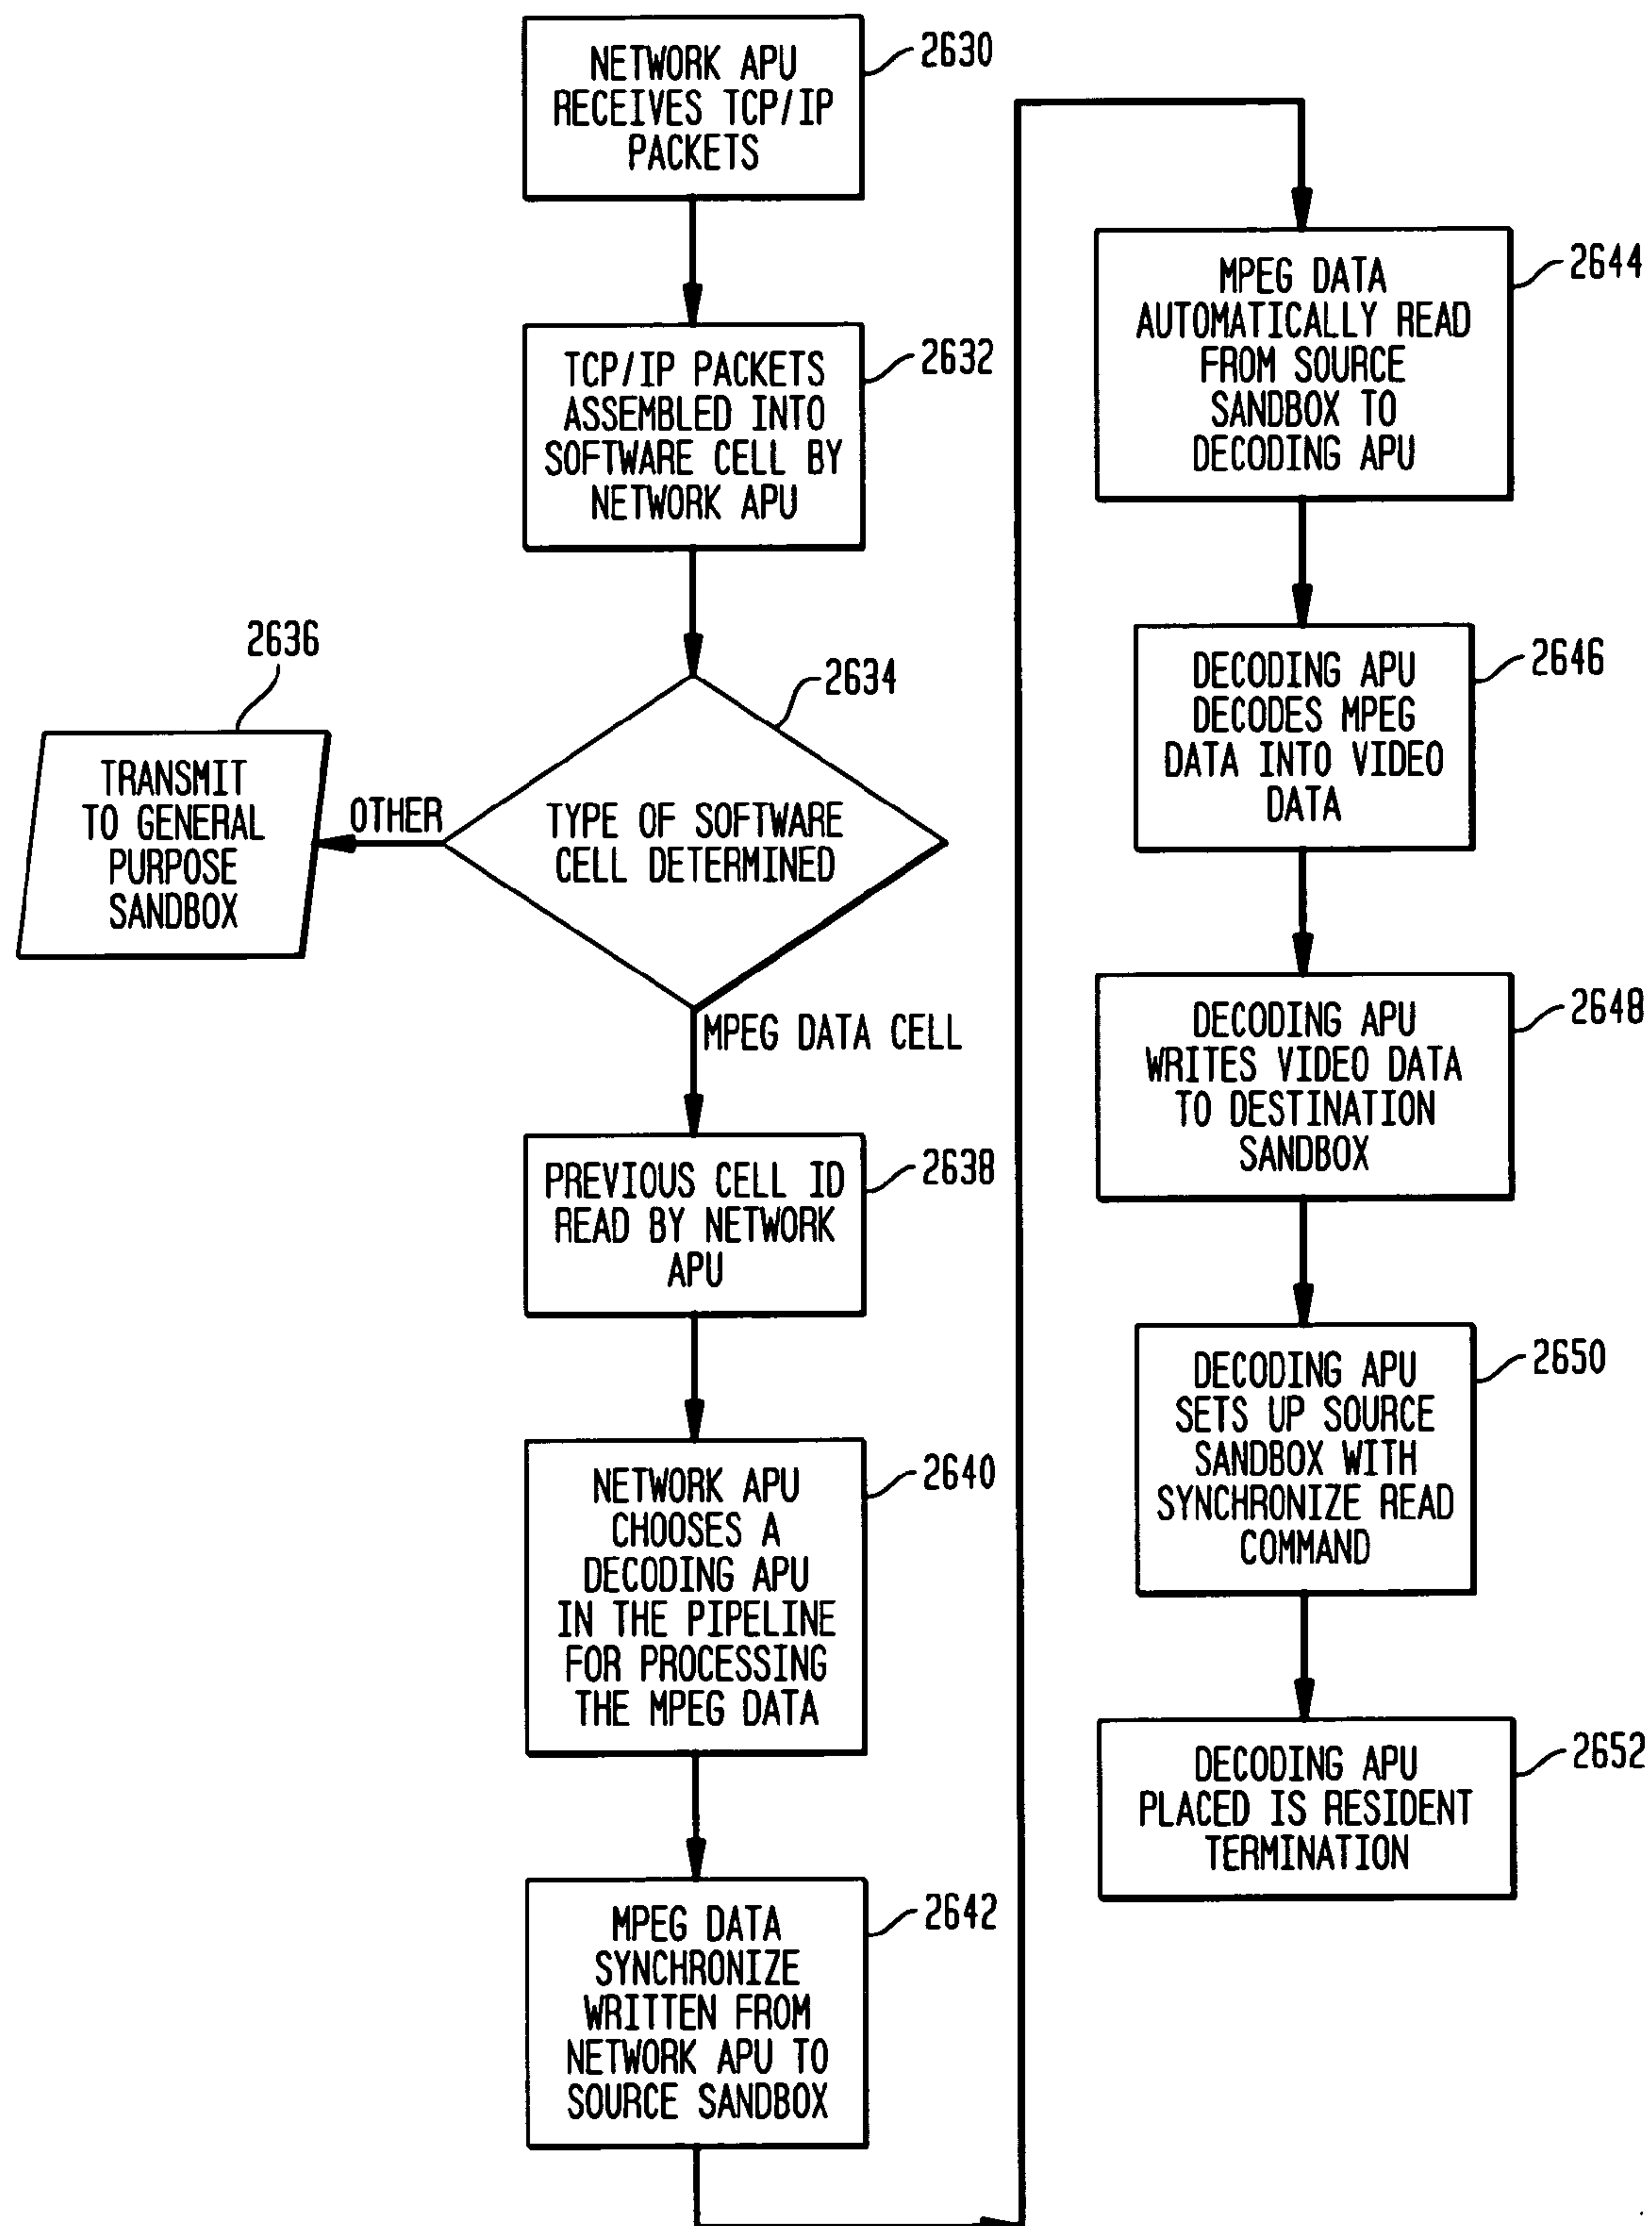 NETWORK APU
RECEIVES TCP/IP
PACKETS
2630
TCP/IP PACKETS
ASSEMBLED INTO
SOFTWARE CELL BY
NETWORK APU
2632
TYPE OF SOFTWARE
CELL DETERMINED
2634
OTHER
2636
TRANSMIT
TO GENERAL
PURPOSE
SANDBOX
MPEG DATA CELL
PREVIOUS CELL ID
READ BY NETWORK
APU
2638
NETWORK APU
CHOOSES A
DECODING APU
IN THE PIPELINE
FOR PROCESSING
THE MPEG DATA
2640
MPEG DATA
SYNCHRONIZE
WRITTEN FROM
NETWORK APU TO
SOURCE SANDBOX
2642
MPEG DATA
AUTOMATICALLY READ
FROM SOURCE
SANDBOX TO
DECODING APU
2644
DECODING APU
DECODES MPEG
DATA INTO VIDEO
DATA
2646
DECODING APU
WRITES VIDEO DATA
TO DESTINATION
SANDBOX
2648
DECODING APU
SETS UP SOURCE
SANDBOX WITH
SYNCHRONIZE READ
COMMAND
2650
DECODING APU
PLACED IS RESIDENT
TERMINATION
2652